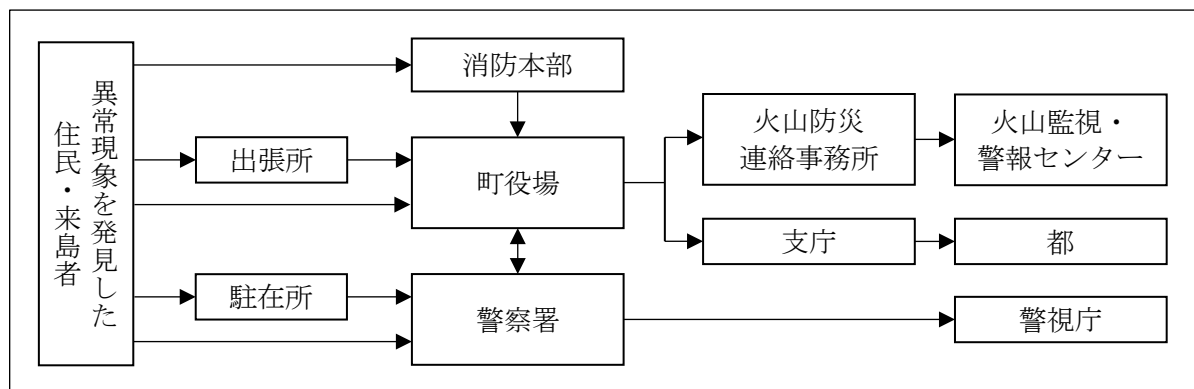 異常現象を発見した
住民・来島者
消防本部
出張所
町役場
駐在所
警察署
火山防災
連絡事務所
火山監視・
警報センター
支庁
都
警視庁